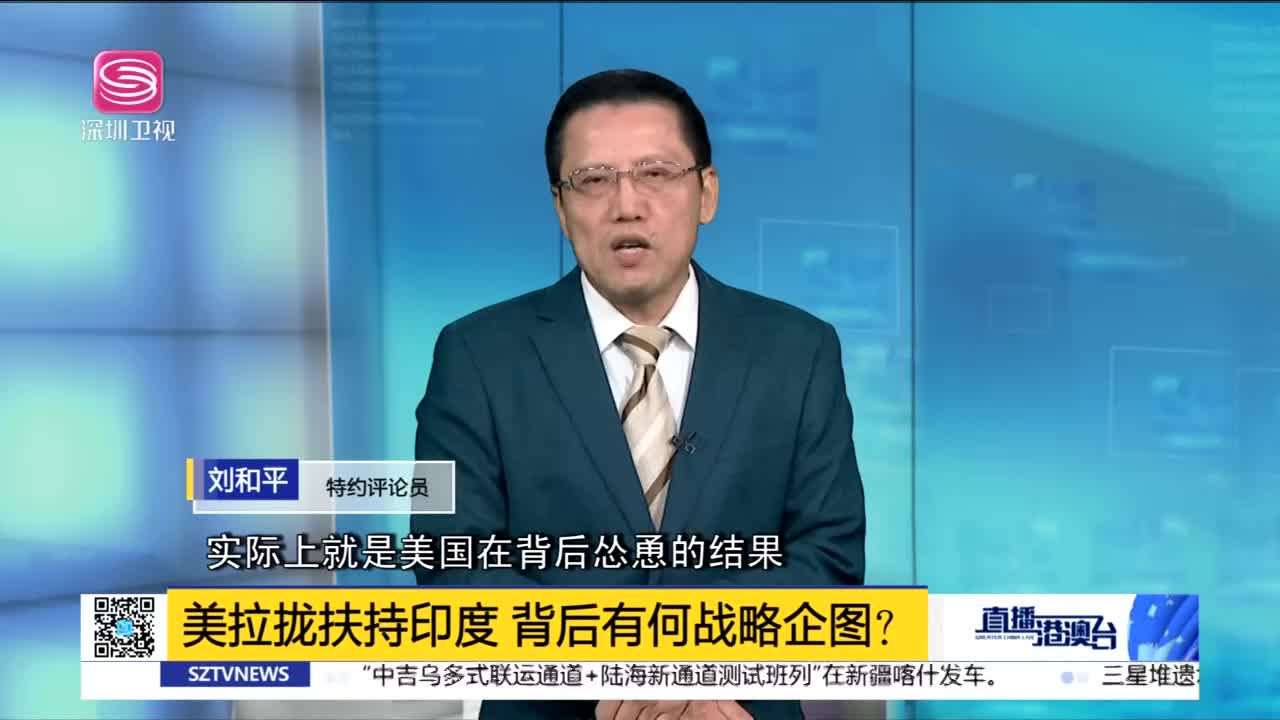 深圳卫视
刘和平
特约评论员
实际上就是美国在背后怂恿的结果
美拉拢扶持印度 背后有何战略企图?
直播港澳台
GREATER CHINA LIVE
SZTVNEWS
“中吉乌多式联运通道+陆海新通道测试班列”在新疆喀什发车。
三星堆遗